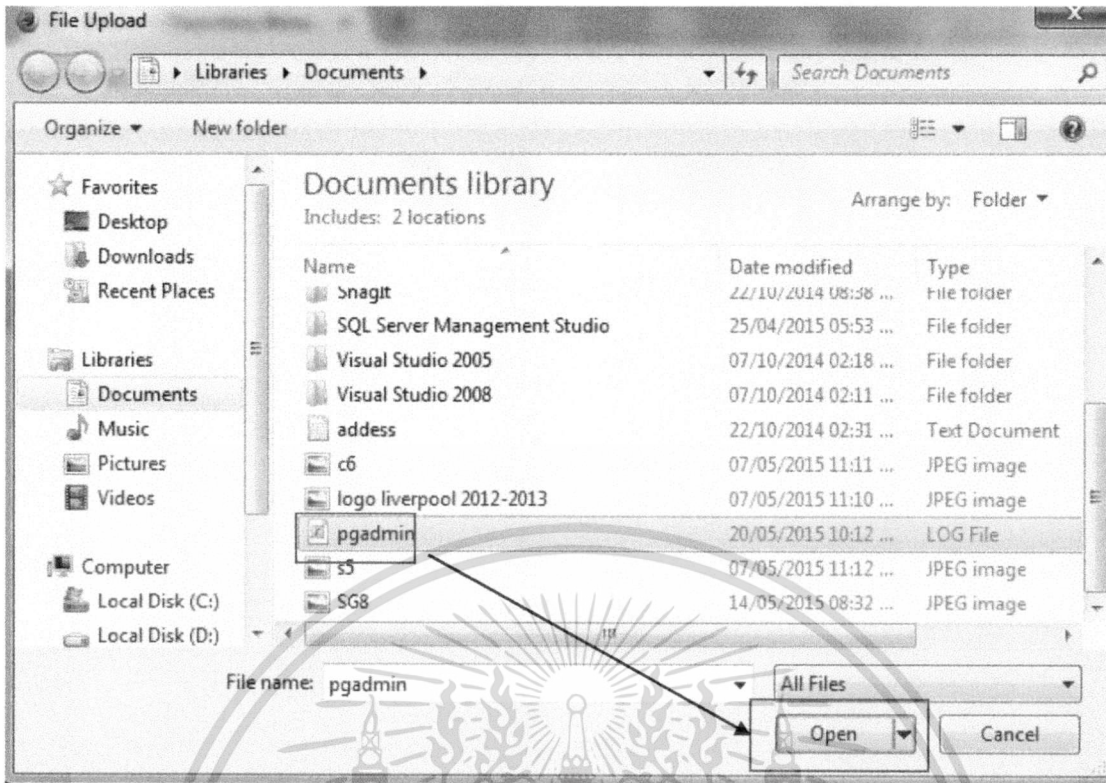 File Upload
Libraries ▸ Documents ▸
Search Documents
Organize ▾ New folder
Favorites
Desktop
Downloads
Recent Places
Libraries
Documents
Music
Pictures
Videos
Computer
Local Disk (C:)
Local Disk (D:)
Documents library
Includes: 2 locations
Arrange by: Folder ▾
Name Date modified Type
SnagIt 22/10/2014 08:38 ... File folder
SQL Server Management Studio 25/04/2015 05:53 ... File folder
Visual Studio 2005 07/10/2014 02:18 ... File folder
Visual Studio 2008 07/10/2014 02:11 ... File folder
addess 22/10/2014 02:31 ... Text Document
c6 07/05/2015 11:11 ... JPEG image
logo liverpool 2012-2013 07/05/2015 11:10 ... JPEG image
pgadmin 20/05/2015 10:12 ... LOG File
s5 07/05/2015 11:12 ... JPEG image
SG8 14/05/2015 08:32 ... JPEG image
File name: pgadmin
All Files
Open
Cancel